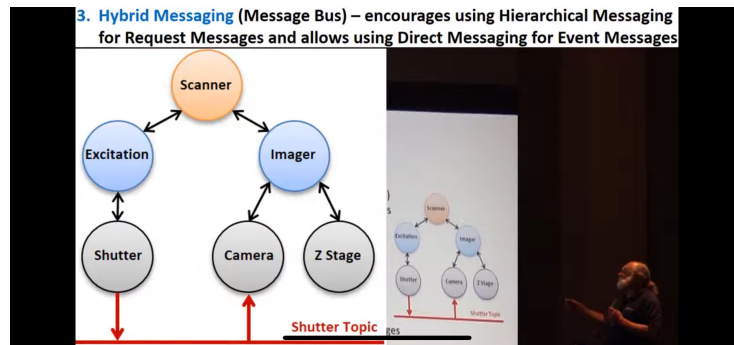 3. Hybrid Messaging (Message Bus) – encourages using Hierarchical Messaging
for Request Messages and allows using Direct Messaging for Event Messages
Scanner
Excitation
Imager
Shutter
Camera
Z Stage
Shutter Topic
)
s
Scanner
Excitation
Imager
Shutter
Camera
Z Stage
Shutter Topic
ges